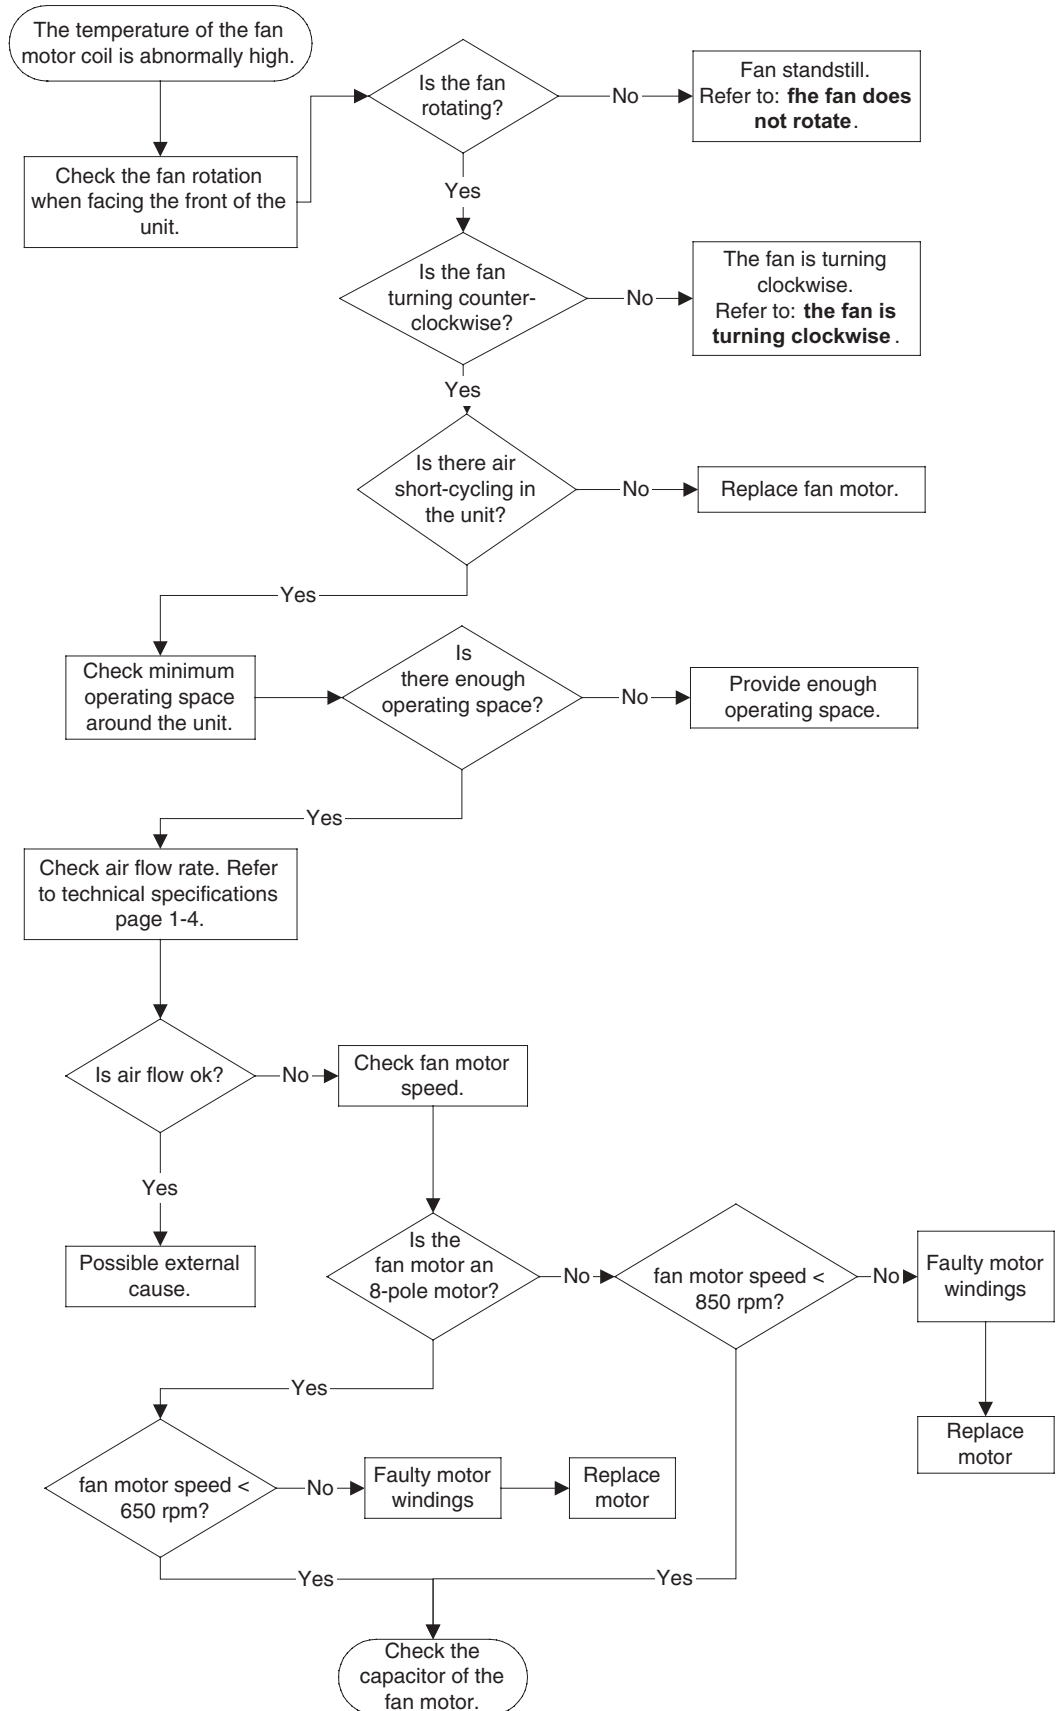 The temperature of the fan
motor coil is abnormally high.
Check the fan rotation
when facing the front of the
unit.
Is the fan
rotating?
No
Fan standstill.
Refer to: fhe fan does
not rotate.
Yes
Is the fan
turning counter-
clockwise?
No
The fan is turning
clockwise.
Refer to: the fan is
turning clockwise.
Yes
Is there air
short-cycling in
the unit?
No
Replace fan motor.
Yes
Check minimum
operating space
around the unit.
Is
there enough
operating space?
No
Provide enough
operating space.
Yes
Check air flow rate. Refer
to technical specifications
page 1-4.
Is air flow ok?
No
Check fan motor
speed.
Yes
Possible external
cause.
Is the
fan motor an
8-pole motor?
No
fan motor speed <
850 rpm?
No
Faulty motor
windings
Replace
motor
Yes
fan motor speed <
650 rpm?
No
Faulty motor
windings
Replace
motor
Yes
Yes
Check the
capacitor of the
fan motor.